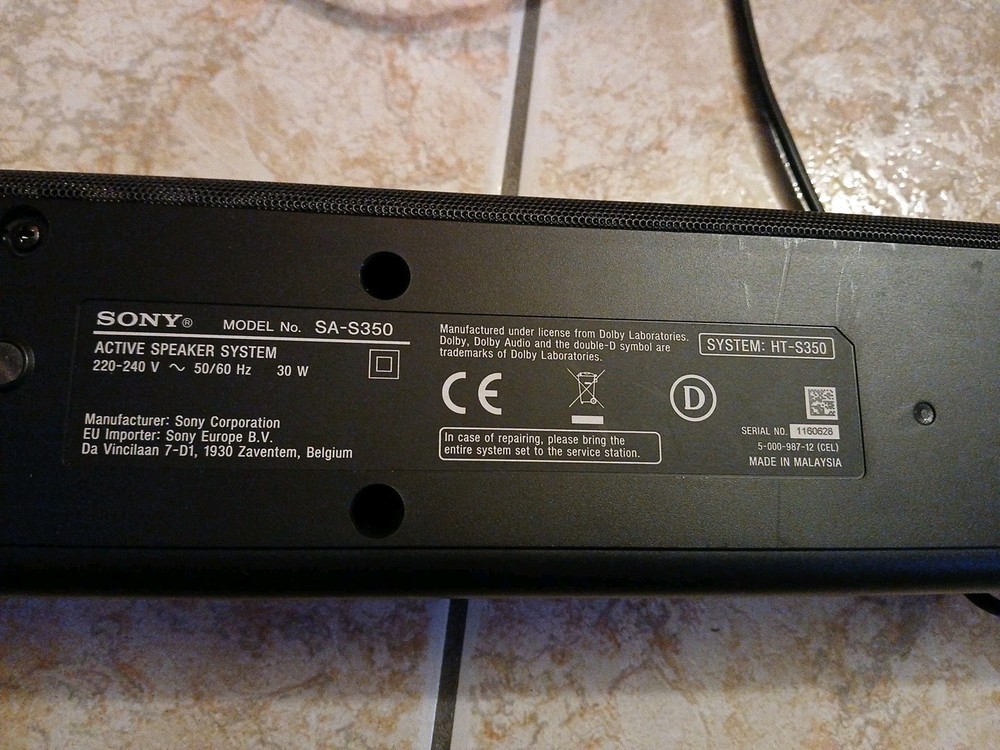 SONY® MODEL No. SA-S350
ACTIVE SPEAKER SYSTEM
220-240 V ~ 50/60 Hz 30 W
Manufacturer: Sony Corporation
EU Importer: Sony Europe B.V.
Da Vincilaan 7-D1, 1930 Zaventem, Belgium
Manufactured under license from Dolby Laboratories.
Dolby, Dolby Audio and the double-D symbol are
trademarks of Dolby Laboratories.
SYSTEM: HT-S350
CE
D
In case of repairing, please bring the
entire system set to the service station.
SERIAL NO. 1160628
5-000-987-12 (CEL)
MADE IN MALAYSIA